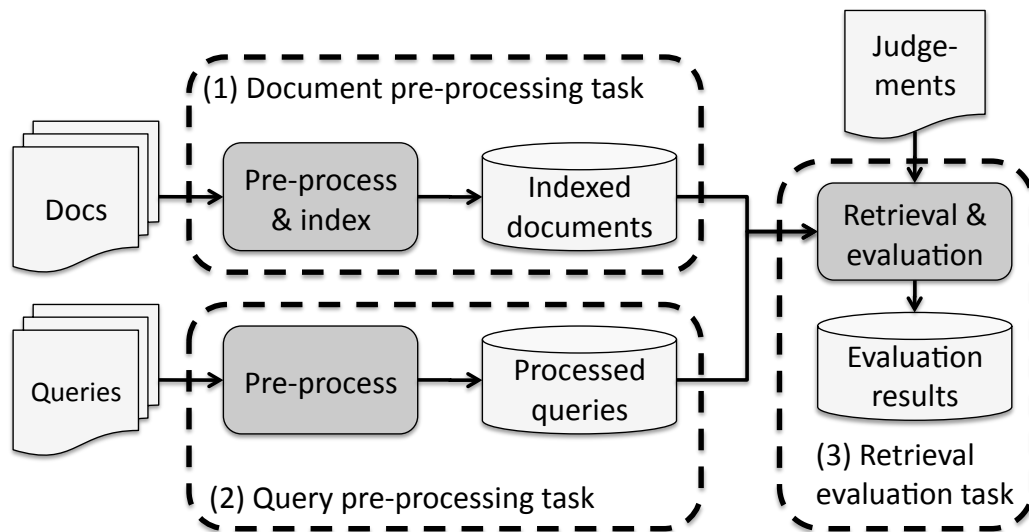 (1) Document pre-processing task
Docs
Pre-process
& index
Indexed
documents
Queries
Pre-process
Processed
queries
(2) Query pre-processing task
Judge-
ments
Retrieval &
evaluation
Evaluation
results
(3) Retrieval
evaluation task